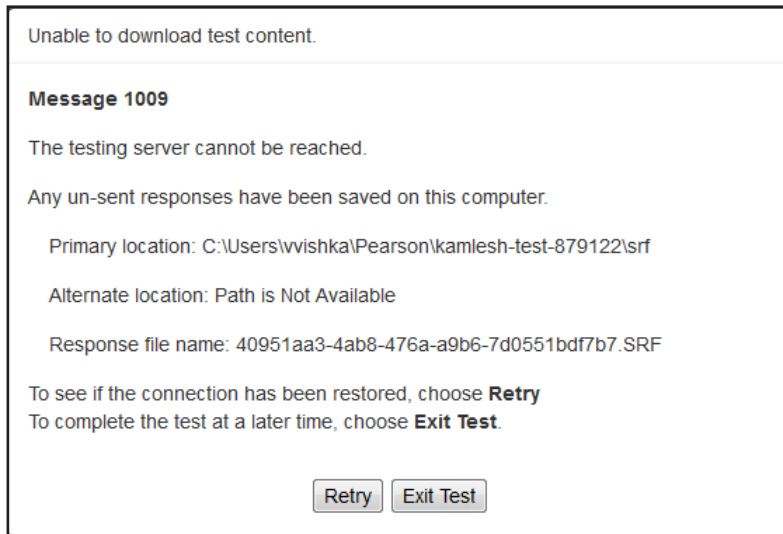 Unable to download test content.
Message 1009
The testing server cannot be reached.
Any un-sent responses have been saved on this computer.
Primary location: C:\Users\vvishka\Pearson\kamlesh-test-879122\srf
Alternate location: Path is Not Available
Response file name: 40951aa3-4ab8-476a-a9b6-7d0551bdf7b7.SRF
To see if the connection has been restored, choose Retry
To complete the test at a later time, choose Exit Test.
Retry Exit Test